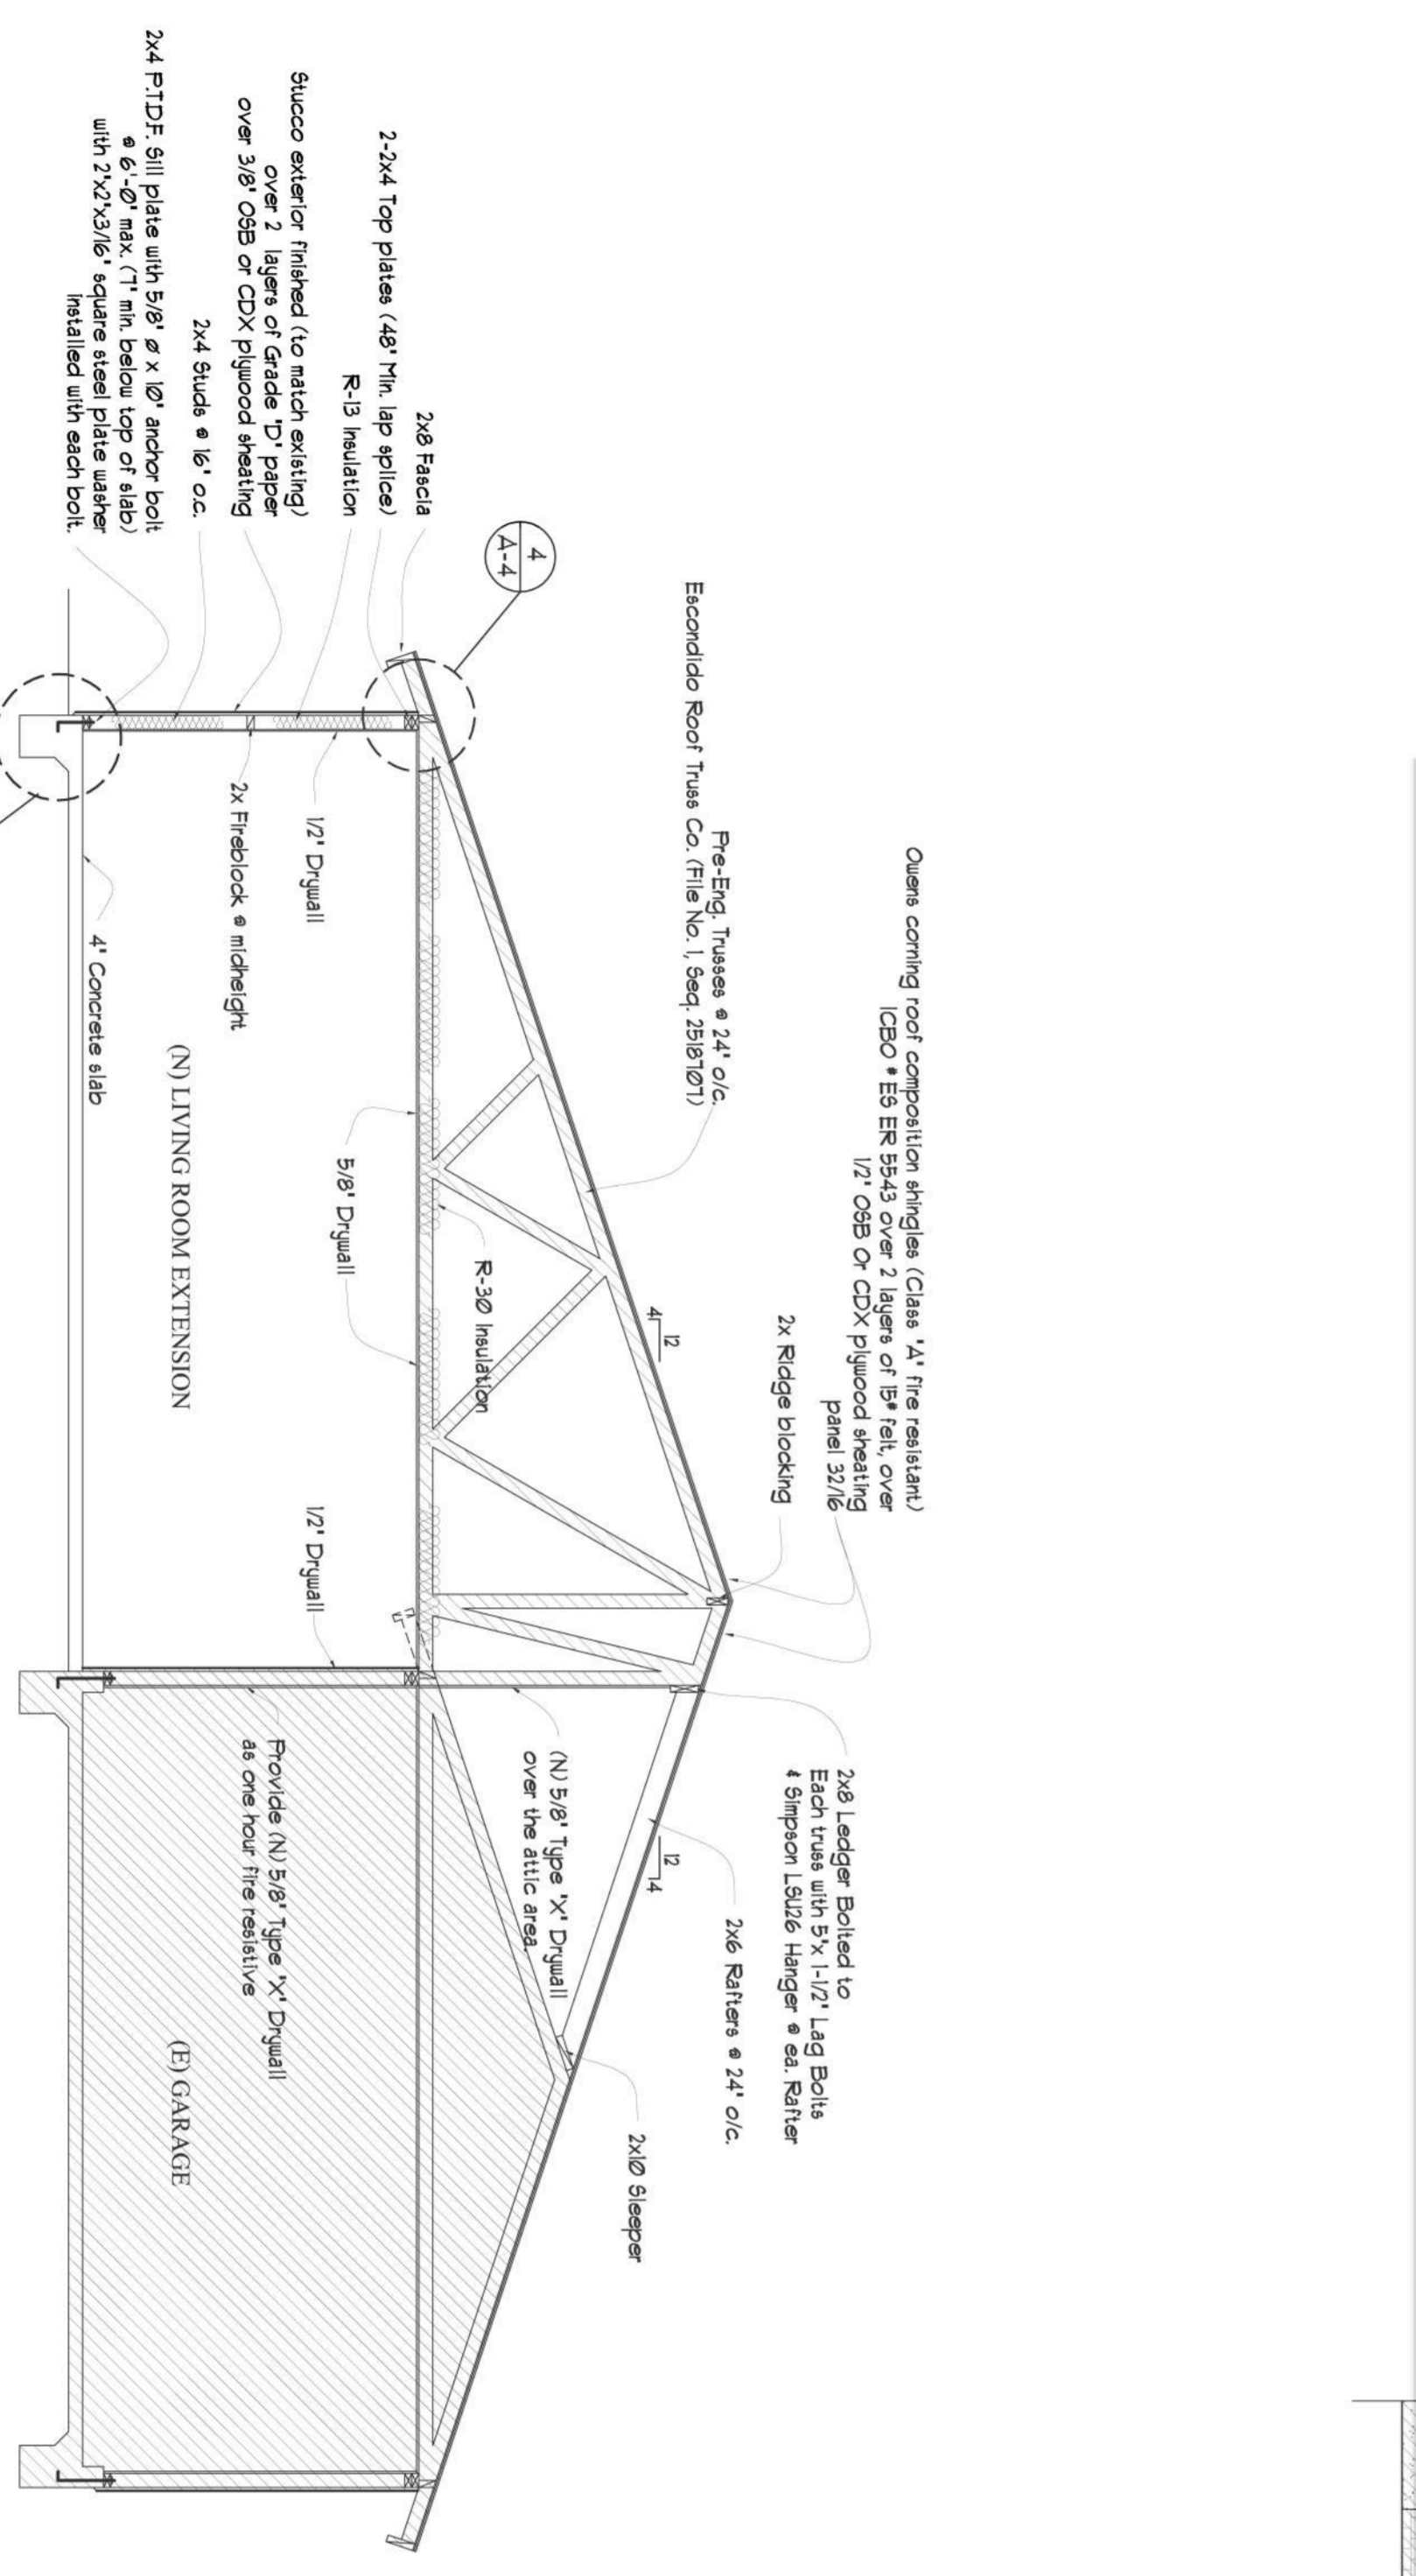 Owens corning roof composition shingles (Class 'A' fire resistant)
ICBO # ES ER 5543 over 2 layers of 15# felt, over
1/2" OSB Or CDX plywood sheating
panel 32/16
2x Ridge blocking
Pre-Eng. Trusses @ 24" o/c.
Escondido Roof Truss Co. (File No. 1, Seq. 2518707)
4
12
12
4
2x8 Ledger Bolted to
Each truss with 5"x 1-1/2" Lag Bolts
& Simpson LSU26 Hanger @ ea. Rafter
2x6 Rafters @ 24" o/c.
2x10 Sleeper
4
A-4
2x8 Fascia
2-2x4 Top plates (48" Min. lap splice)
R-13 Insulation
Stucco exterior finished (to match existing)
over 2 layers of Grade "D" paper
over 3/8" OSB or CDX plywood sheating
2x4 Studs @ 16" o.c.
2x4 P.T.D.F. Sill plate with 5/8" ø x 10" anchor bolt
@ 6'-0" max. (7" min. below top of slab)
with 2"x2"x3/16" square steel plate washer
installed with each bolt.
R-30 Insulation
5/8" Drywall
1/2" Drywall
2x Fireblock @ midheight
(N) LIVING ROOM EXTENSION
4" Concrete slab
1/2" Drywall
(N) 5/8" Type "X" Drywall
over the attic area.
Provide (N) 5/8" Type "X" Drywall
as one hour fire resistive
(E) GARAGE